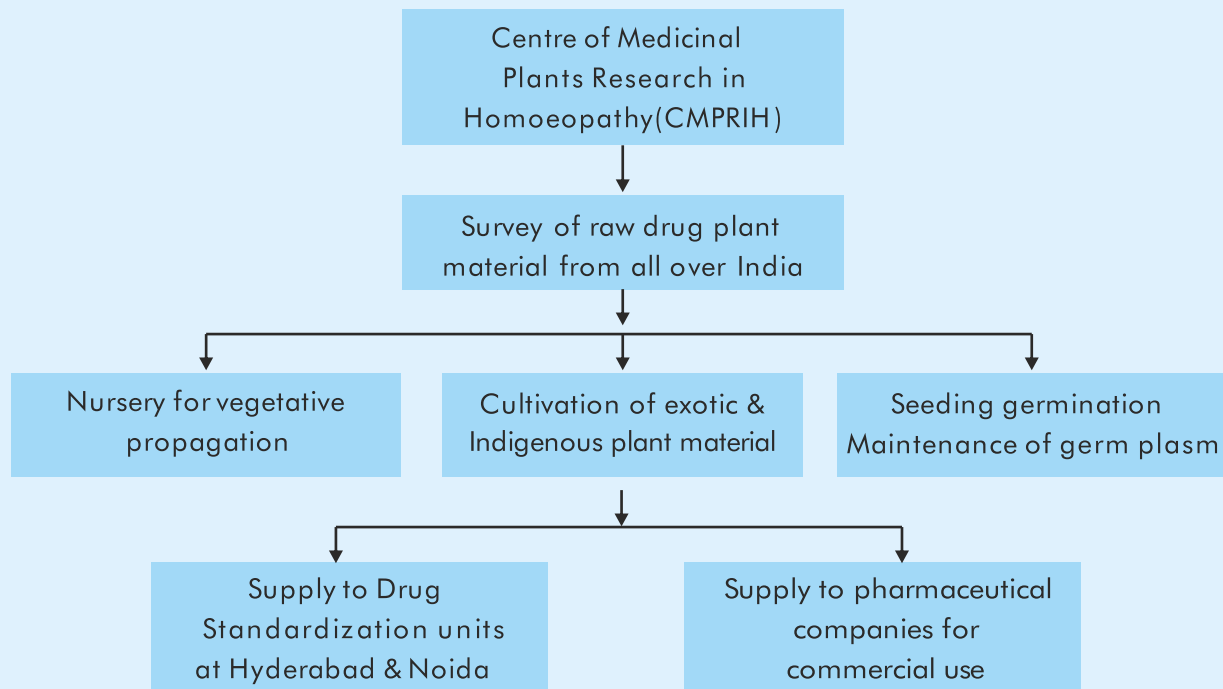 Centre of Medicinal
Plants Research in
Homoeopathy(CMPRIH)
Survey of raw drug plant
material from all over India
Nursery for vegetative
propagation
Cultivation of exotic &
Indigenous plant material
Seeding germination
Maintenance of germ plasm
Supply to Drug
Standardization units
at Hyderabad & Noida
Supply to pharmaceutical
companies for
commercial use